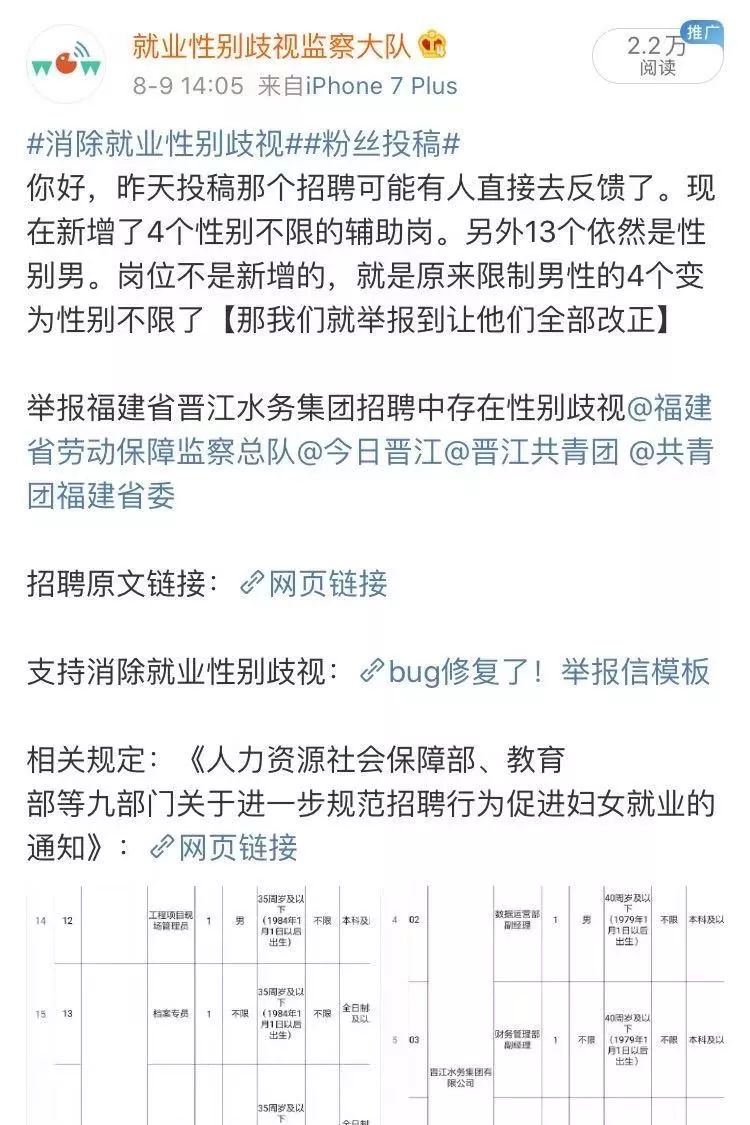 就业性别歧视监察大队
推广
2.2万
阅读
8-9 14:05 来自iPhone 7 Plus
#消除就业性别歧视##粉丝投稿#
你好，昨天投稿那个招聘可能有人直接去反馈了。现
在新增了4个性别不限的辅助岗。另外13个依然是性
别男。岗位不是新增的，就是原来限制男性的4个变
为性别不限了【那我们就举报到让他们全部改正】
举报福建省晋江水务集团招聘中存在性别歧视@福建
省劳动保障监察总队@今日晋江@晋江共青团 @共青
团福建省委
招聘原文链接：网页链接
支持消除就业性别歧视：bug修复了！举报信模板
相关规定：《人力资源社会保障部、教育
部等九部门关于进一步规范招聘行为促进妇女就业的
通知》：网页链接
14 12 工程项目现场管理员 1 男 35周岁及以下（1984年1月1日以后出生） 不限 本科及
15 13 档案专员 1 不限 35周岁及以下（1984年1月1日以后出生） 不限 全日制及以
35周岁及以下 全日制
4 02 数据运营部副经理 1 男 40周岁及以下（1979年1月1日以后出生） 不限 本科及以
5 03 财务管理部副经理 1 不限 40周岁及以下（1979年1月1日以后出生） 不限 本科及以
晋江水务集团有限公司